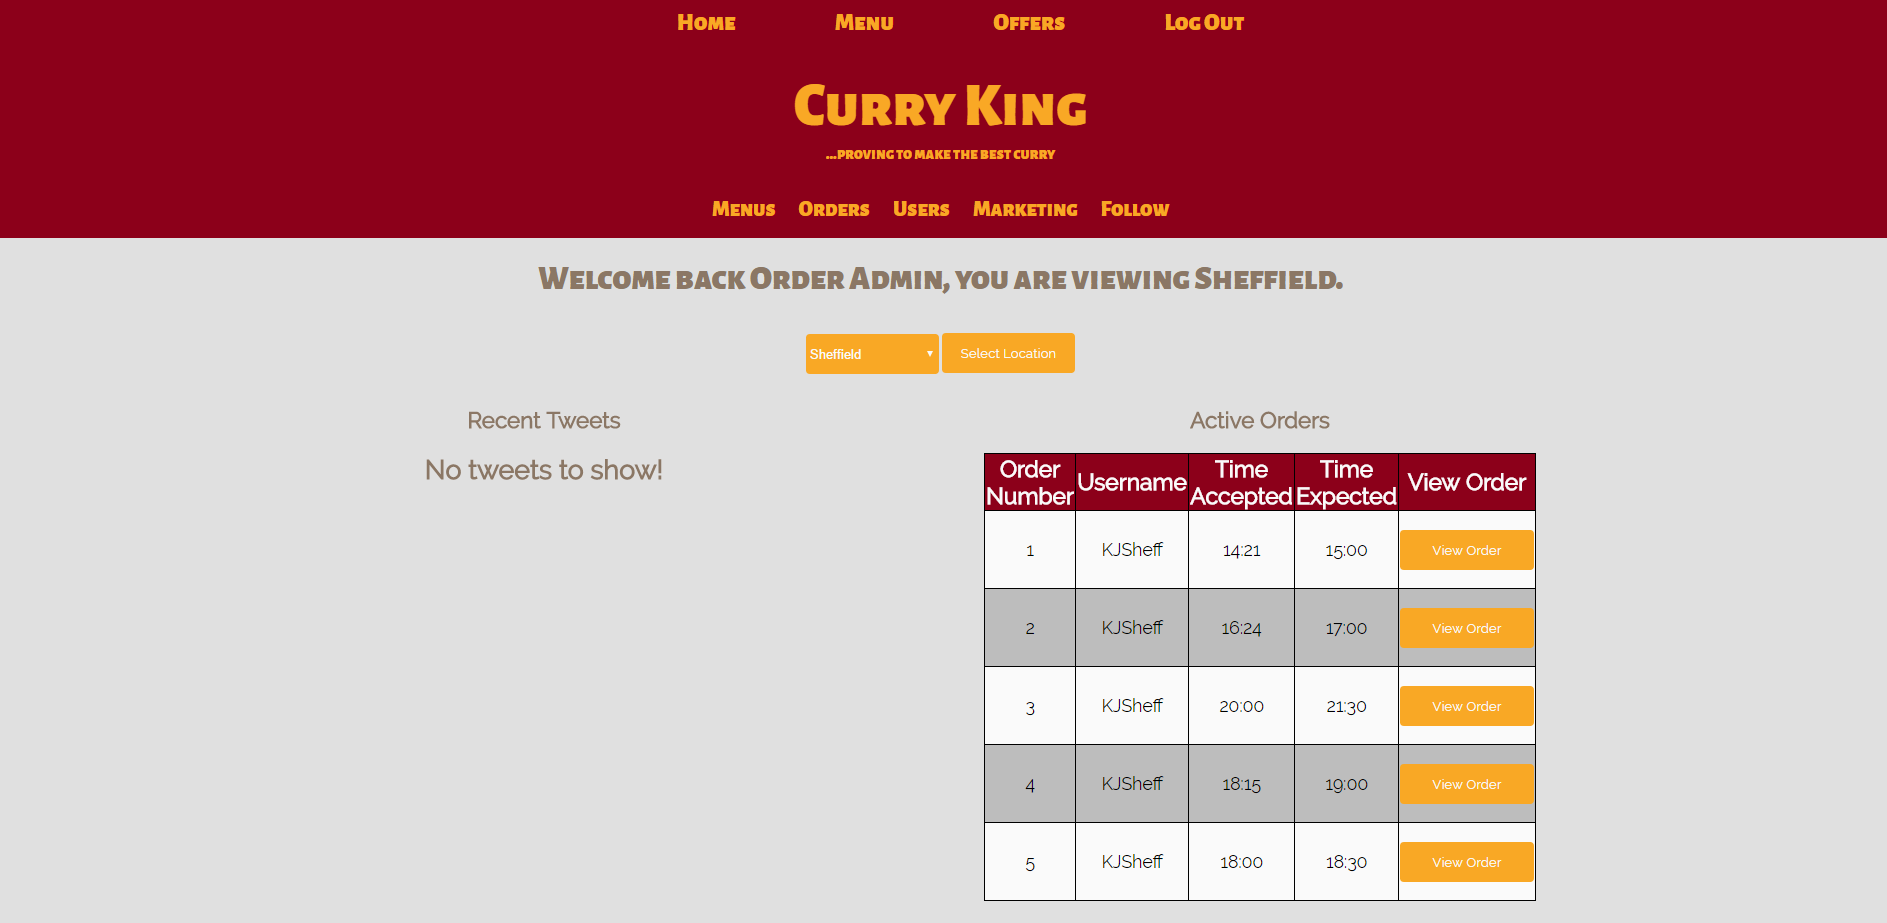 Home Menu Offers Log Out
Curry King
...proving to make the best curry
Menus Orders Users Marketing Follow
Welcome back Order Admin, you are viewing Sheffield.
Sheffield Select Location
Recent Tweets
No tweets to show!
Active Orders
Order Number Username Time Accepted Time Expected View Order
1 KJSheff 14:21 15:00 View Order
2 KJSheff 16:24 17:00 View Order
3 KJSheff 20:00 21:30 View Order
4 KJSheff 18:15 19:00 View Order
5 KJSheff 18:00 18:30 View Order